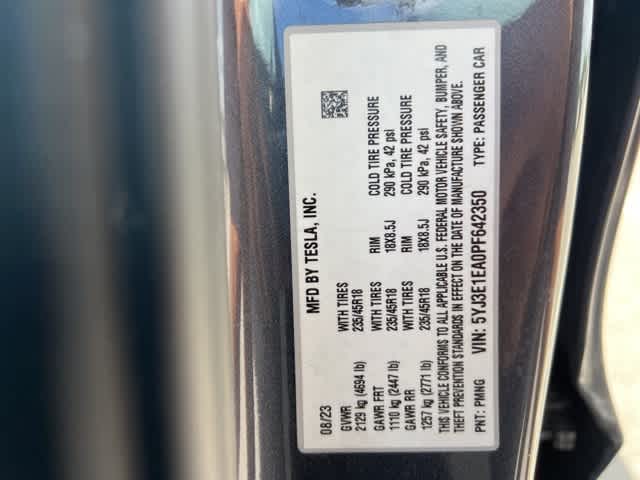 MFD BY TESLA, INC.
08/23
GVWR WITH TIRES RIM COLD TIRE PRESSURE
2129 kg (4694 lb) 235/45R18 18X8.5J 290 kPa, 42 psi
GAWR FRT WITH TIRES RIM COLD TIRE PRESSURE
1110 kg (2447 lb) 235/45R18 18X8.5J 290 kPa, 42 psi
GAWR RR WITH TIRES
1257 kg (2771 lb) 235/45R18
THIS VEHICLE CONFORMS TO ALL APPLICABLE U.S. FEDERAL MOTOR VEHICLE SAFETY, BUMPER, AND
THEFT PREVENTION STANDARDS IN EFFECT ON THE DATE OF MANUFACTURE SHOWN ABOVE.
PNT: PMNG VIN: 5YJ3E1EA0PF642350 TYPE: PASSENGER CAR